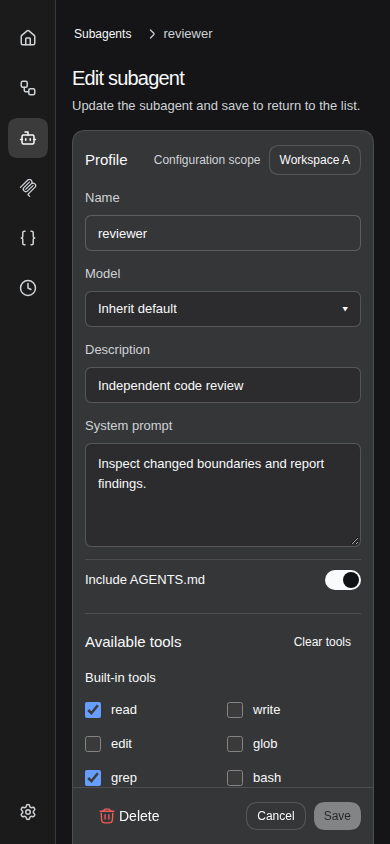 Subagents > reviewer
Edit subagent
Update the subagent and save to return to the list.
Profile Configuration scope Workspace A
Name
reviewer
Model
Inherit default
Description
Independent code review
System prompt
Inspect changed boundaries and report
findings.
Include AGENTS.md
Available tools Clear tools
Built-in tools
read write
edit glob
grep bash
Delete Cancel Save